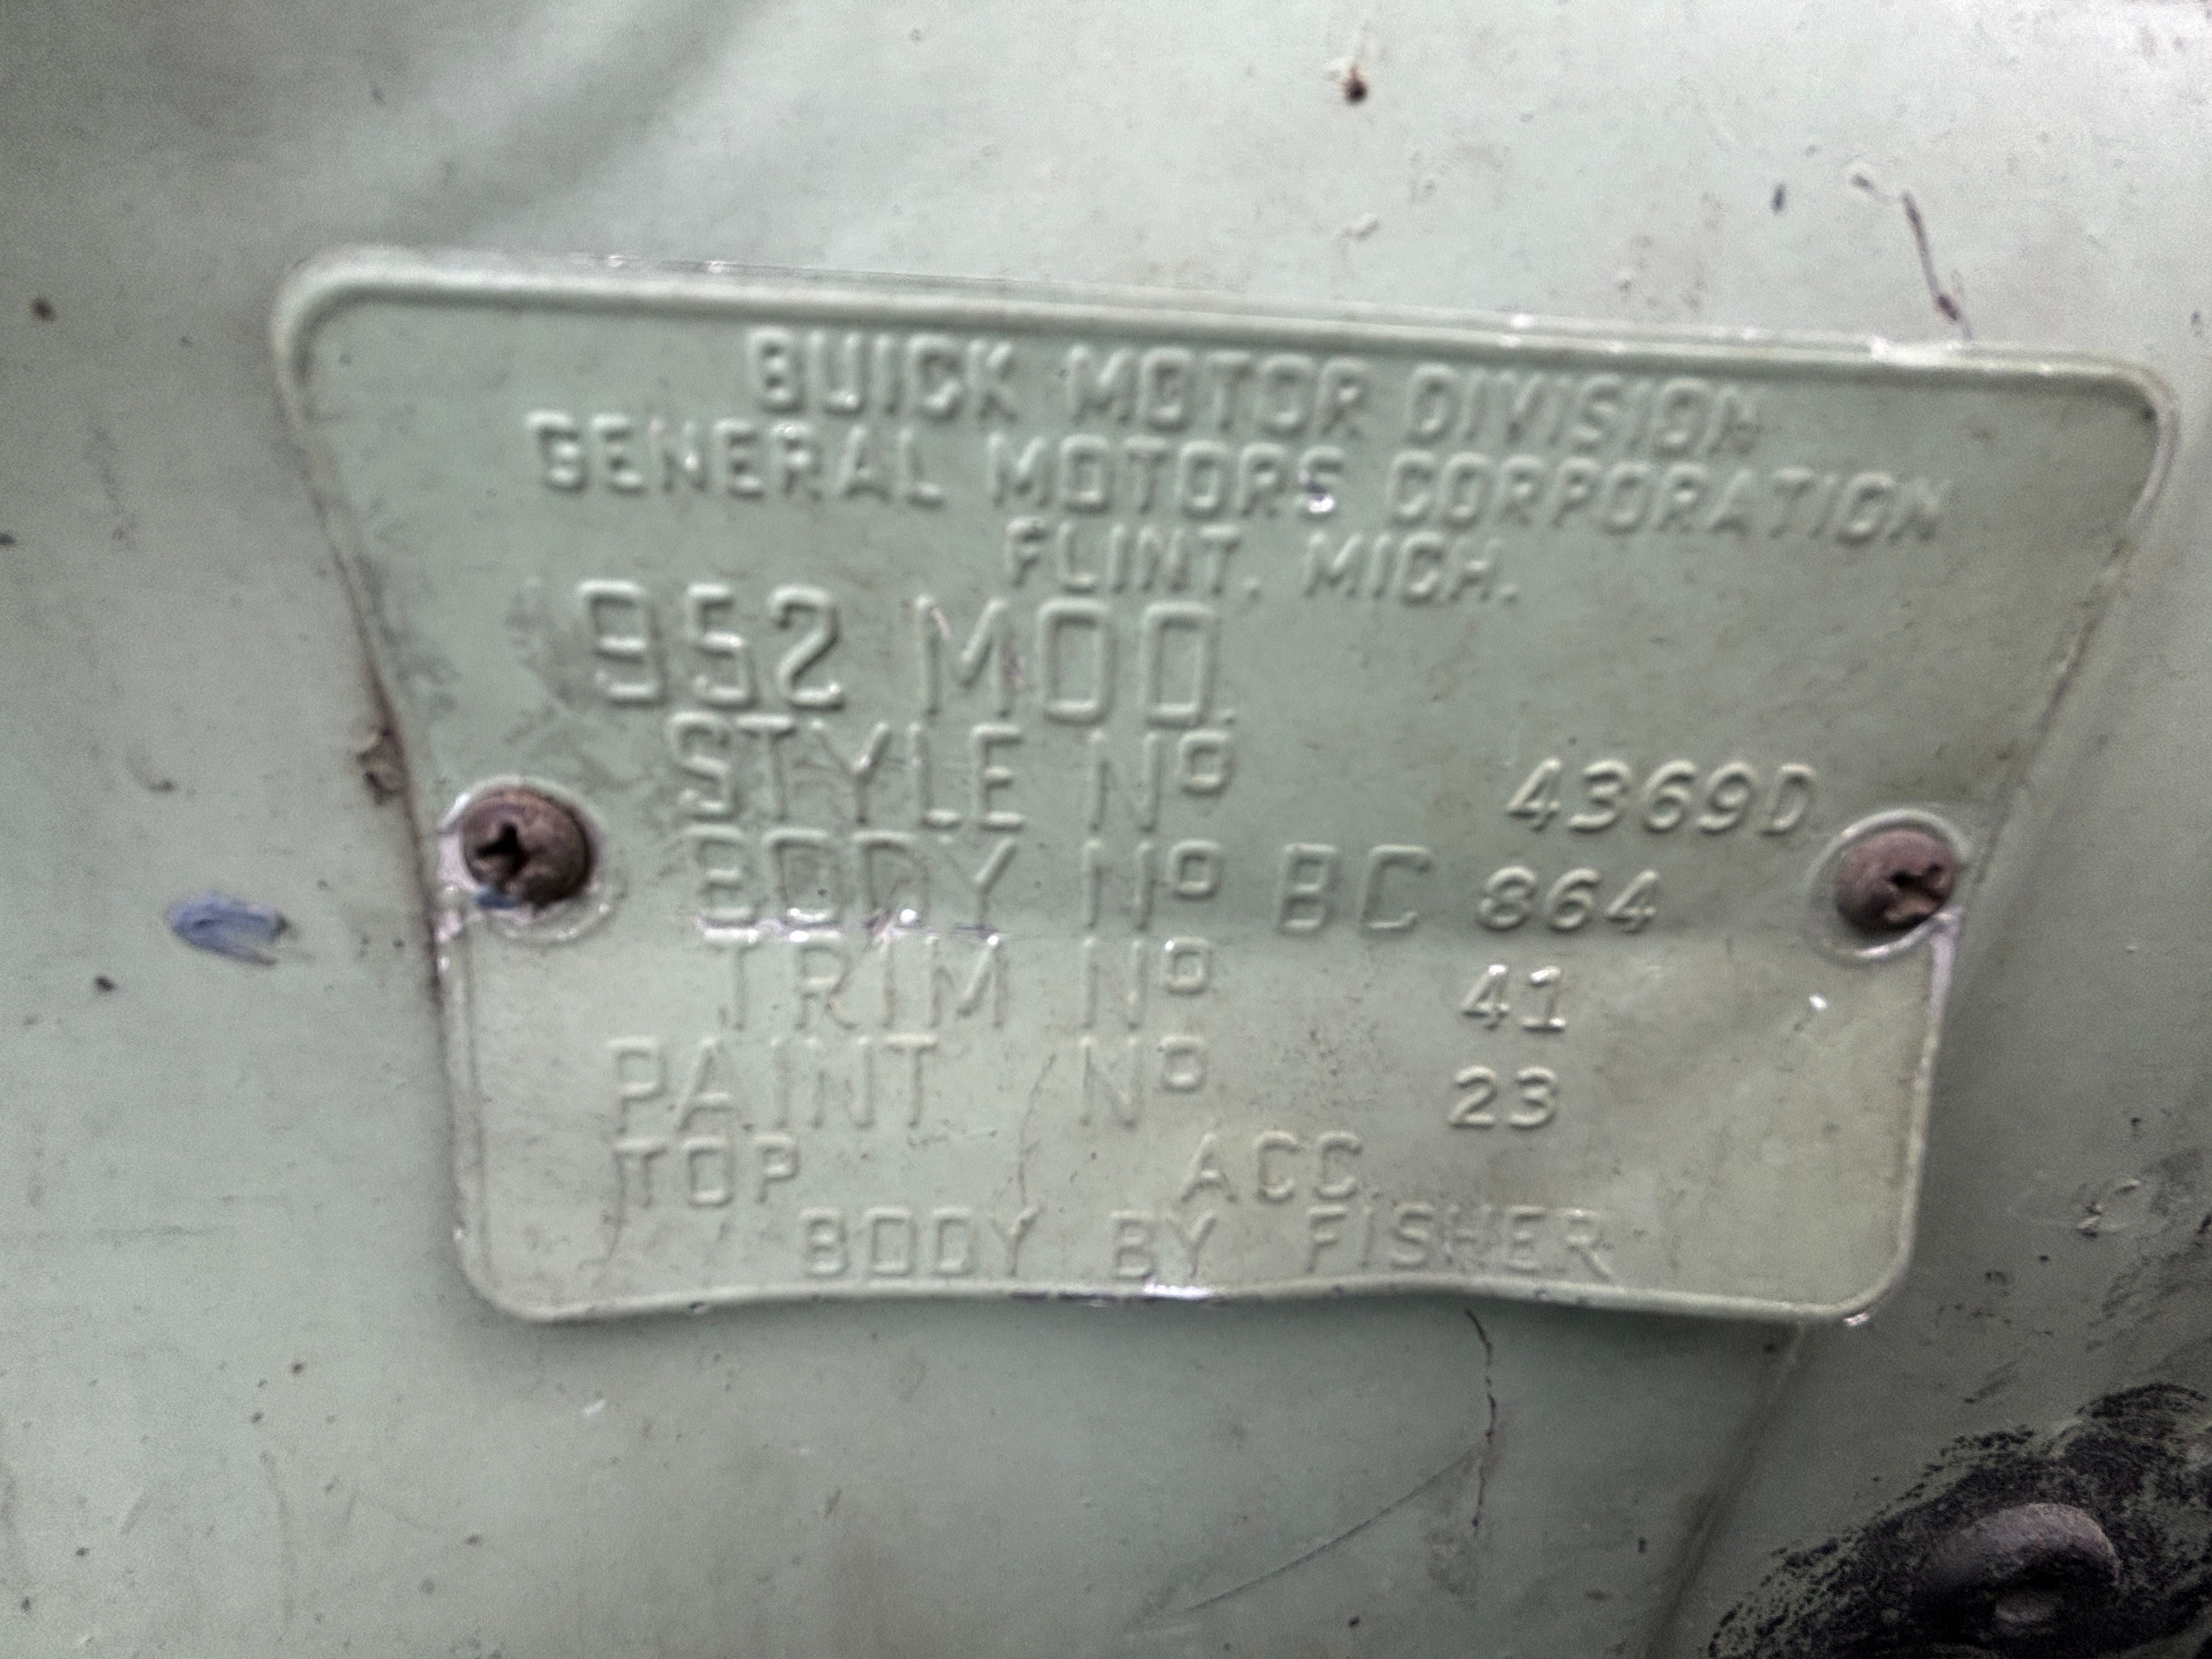 BUICK MOTOR DIVISION
GENERAL MOTORS CORPORATION
FLINT, MICH.
952 MOD.
STYLE Nº 4369D
BODY Nº BC 864
TRIM Nº 41
PAINT Nº 23
TOP ACC.
BODY BY FISHER